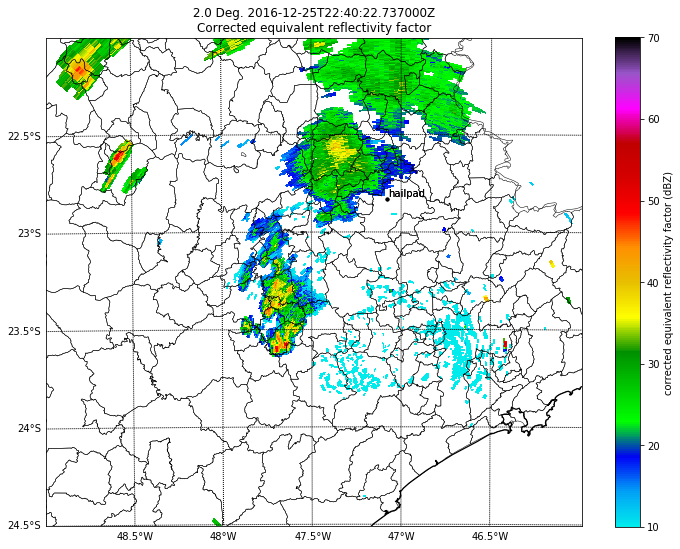 2.0 Deg. 2016-12-25T22:40:22.737000Z
Corrected equivalent reflectivity factor
22.5°S
23°S
23.5°S
24°S
24.5°S
48.5°W
48°W
47.5°W
47°W
46.5°W
hailpad
70
60
50
40
30
20
10
corrected equivalent reflectivity factor (dBZ)